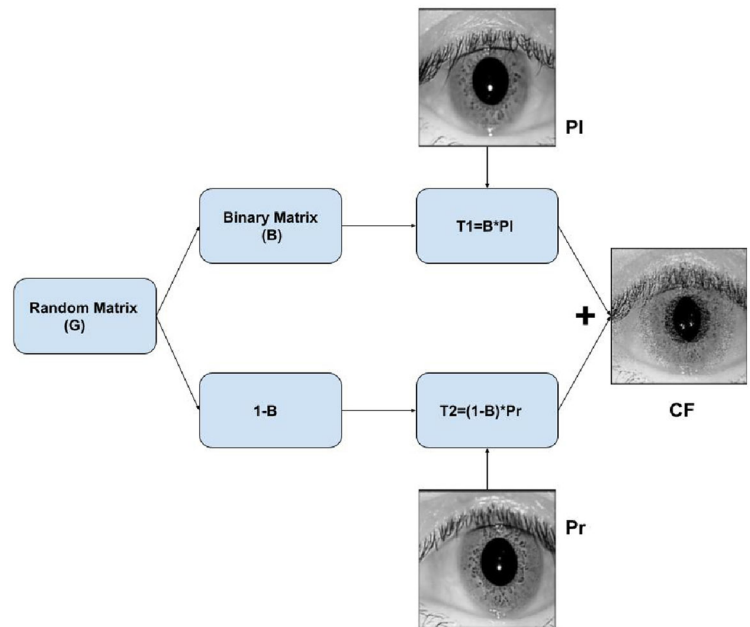 Pl
Binary Matrix
(B)
T1=B*Pl
Random Matrix
(G)
+
1-B
T2=(1-B)*Pr
CF
Pr